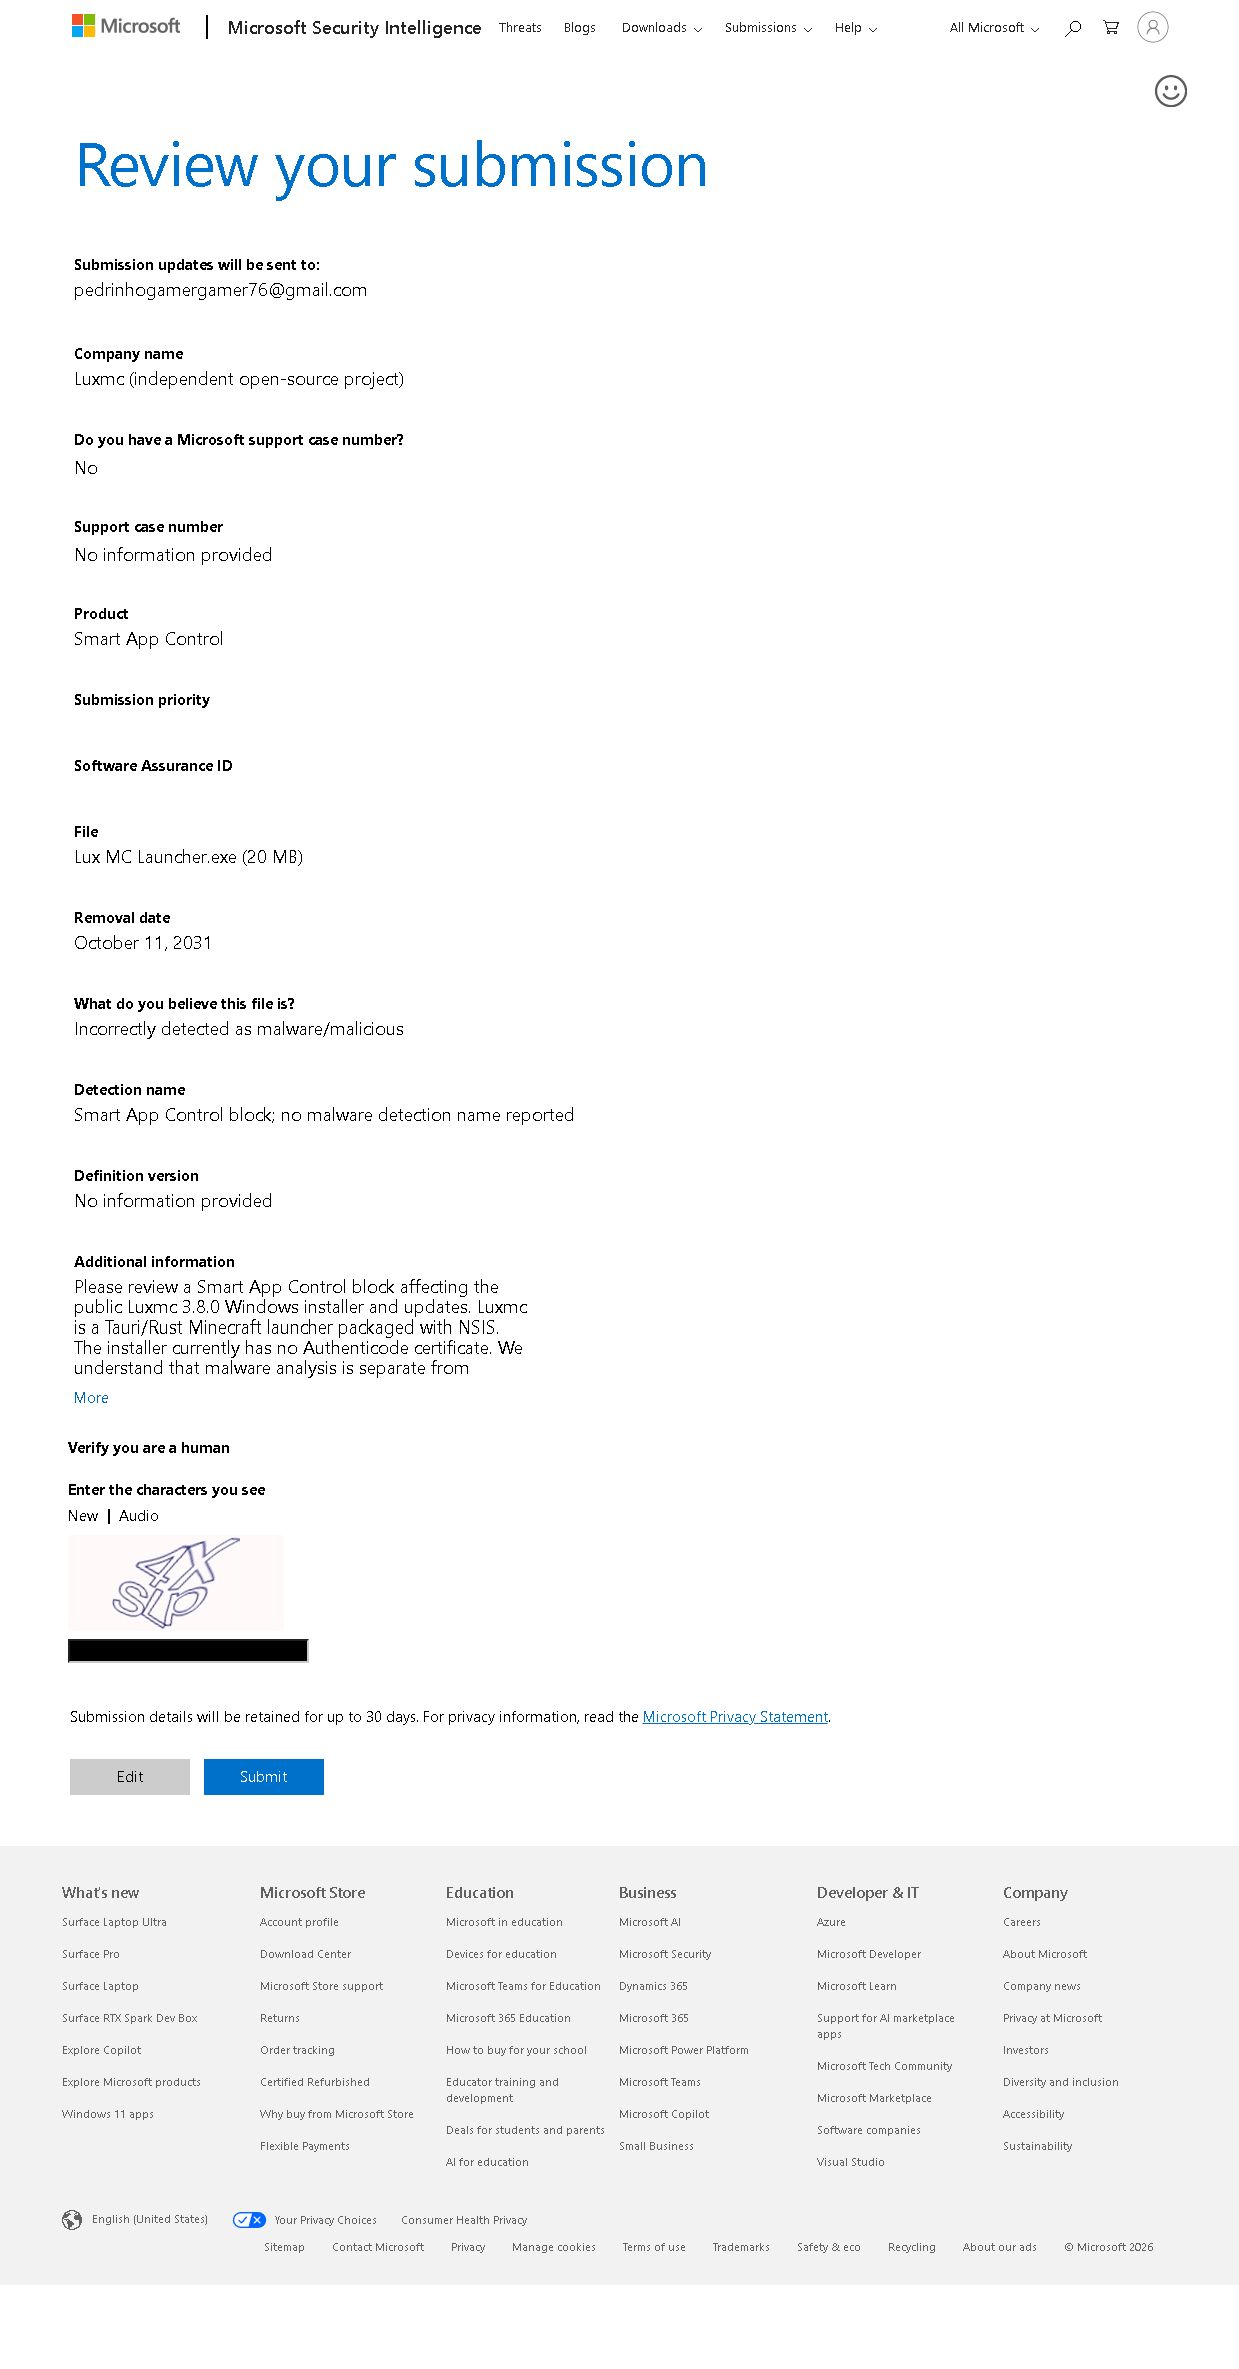 Microsoft
Microsoft Security Intelligence
Threats
Blogs
Downloads
Submissions
Help
All Microsoft
Review your submission
Submission updates will be sent to:
pedrinhogamergamer76@gmail.com
Company name
Luxmc (independent open-source project)
Do you have a Microsoft support case number?
No
Support case number
No information provided
Product
Smart App Control
Submission priority
Software Assurance ID
File
Lux MC Launcher.exe (20 MB)
Removal date
October 11, 2031
What do you believe this file is?
Incorrectly detected as malware/malicious
Detection name
Smart App Control block; no malware detection name reported
Definition version
No information provided
Additional information
Please review a Smart App Control block affecting the
public Luxmc 3.8.0 Windows installer and updates. Luxmc
is a Tauri/Rust Minecraft launcher packaged with NSIS.
The installer currently has no Authenticode certificate. We
understand that malware analysis is separate from
More
Verify you are a human
Enter the characters you see
New | Audio
Submission details will be retained for up to 30 days. For privacy information, read the Microsoft Privacy Statement.
Edit
Submit
What's new
Surface Laptop Ultra
Surface Pro
Surface Laptop
Surface RTX Spark Dev Box
Explore Copilot
Explore Microsoft products
Windows 11 apps
Microsoft Store
Account profile
Download Center
Microsoft Store support
Returns
Order tracking
Certified Refurbished
Why buy from Microsoft Store
Flexible Payments
Education
Microsoft in education
Devices for education
Microsoft Teams for Education
Microsoft 365 Education
How to buy for your school
Educator training and
development
Deals for students and parents
AI for education
Business
Microsoft AI
Microsoft Security
Dynamics 365
Microsoft 365
Microsoft Power Platform
Microsoft Teams
Microsoft Copilot
Small Business
Developer & IT
Azure
Microsoft Developer
Microsoft Learn
Support for AI marketplace
apps
Microsoft Tech Community
Microsoft Marketplace
Software companies
Visual Studio
Company
Careers
About Microsoft
Company news
Privacy at Microsoft
Investors
Diversity and inclusion
Accessibility
Sustainability
English (United States)
Your Privacy Choices
Consumer Health Privacy
Sitemap
Contact Microsoft
Privacy
Manage cookies
Terms of use
Trademarks
Safety & eco
Recycling
About our ads
© Microsoft 2026